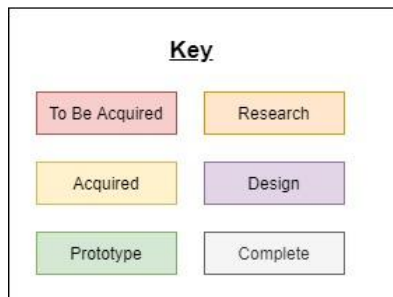 Key
To Be Acquired
Research
Acquired
Design
Prototype
Complete